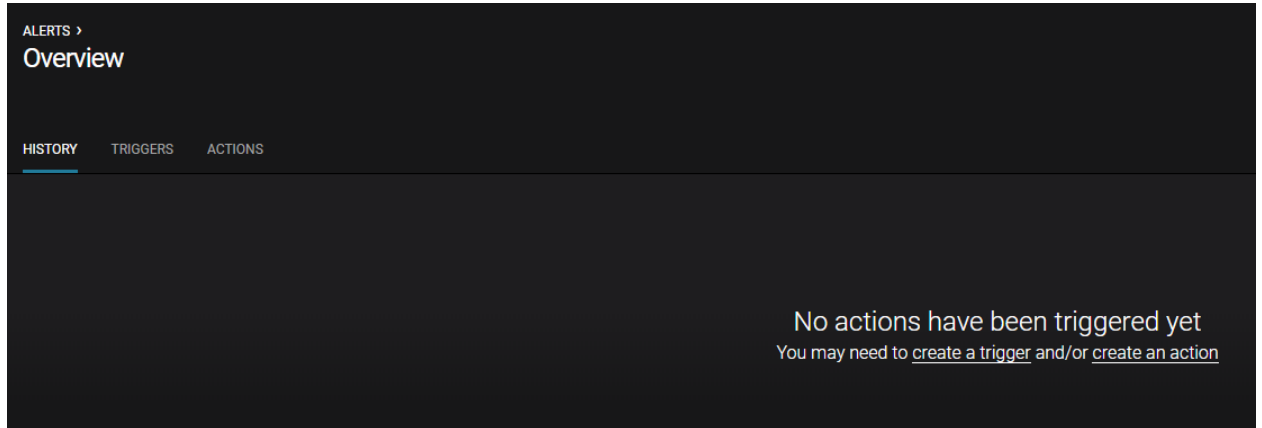 ALERTS ›
Overview
HISTORY TRIGGERS ACTIONS
No actions have been triggered yet
You may need to create a trigger and/or create an action